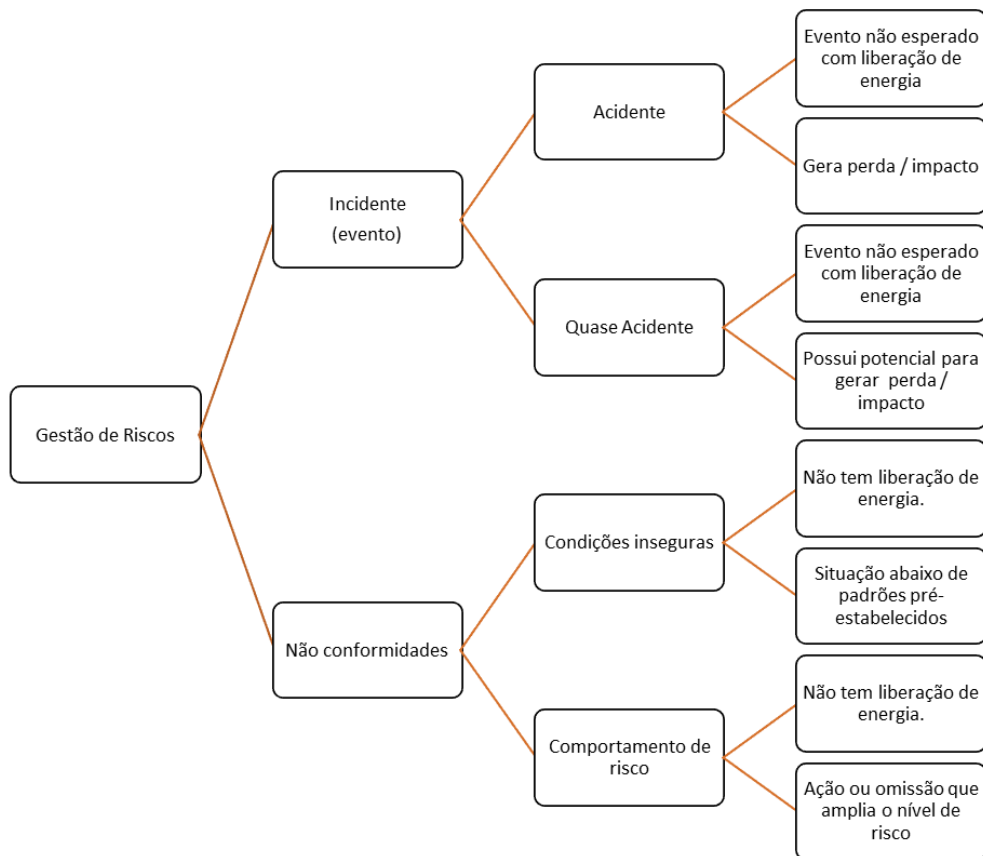 Gestão de Riscos
Incidente
(evento)
Acidente
Evento não esperado
com liberação de
energia
Gera perda / impacto
Quase Acidente
Evento não esperado
com liberação de
energia
Possui potencial para
gerar perda /
impacto
Não conformidades
Condições inseguras
Não tem liberação de
energia.
Situação abaixo de
padrões pré-
estabelecidos
Comportamento de
risco
Não tem liberação de
energia.
Ação ou omissão que
amplia o nível de
risco